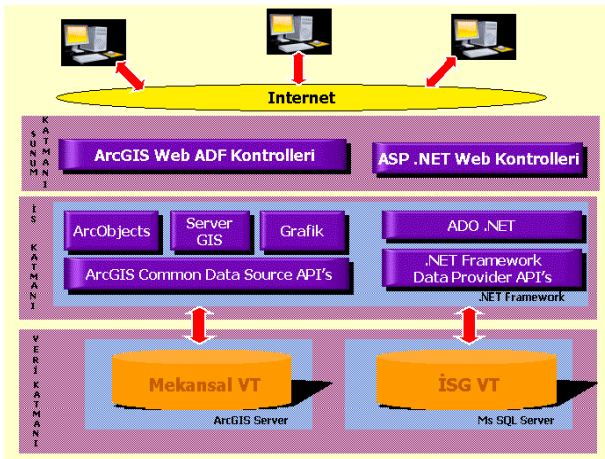 Internet
SUNUM KATMANI
ArcGIS Web ADF Kontrolleri
ASP .NET Web Kontrolleri
İS KATMANI
ArcObjects
Server
GIS
Grafik
ArcGIS Common Data Source API's
ADO .NET
.NET Framework
Data Provider API's
.NET Framework
VERİ KATMANI
Mekansal VT
ArcGIS Server
İSG VT
Ms SQL Server